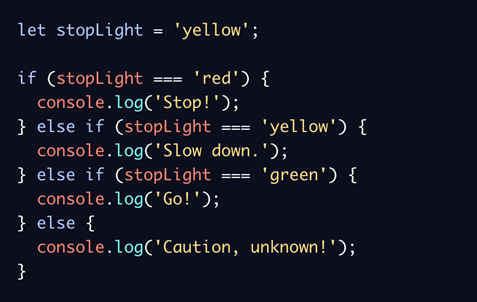 let stopLight = 'yellow';

if (stopLight === 'red') {
  console.log('Stop!');
} else if (stopLight === 'yellow') {
  console.log('Slow down.');
} else if (stopLight === 'green') {
  console.log('Go!');
} else {
  console.log('Caution, unknown!');
}